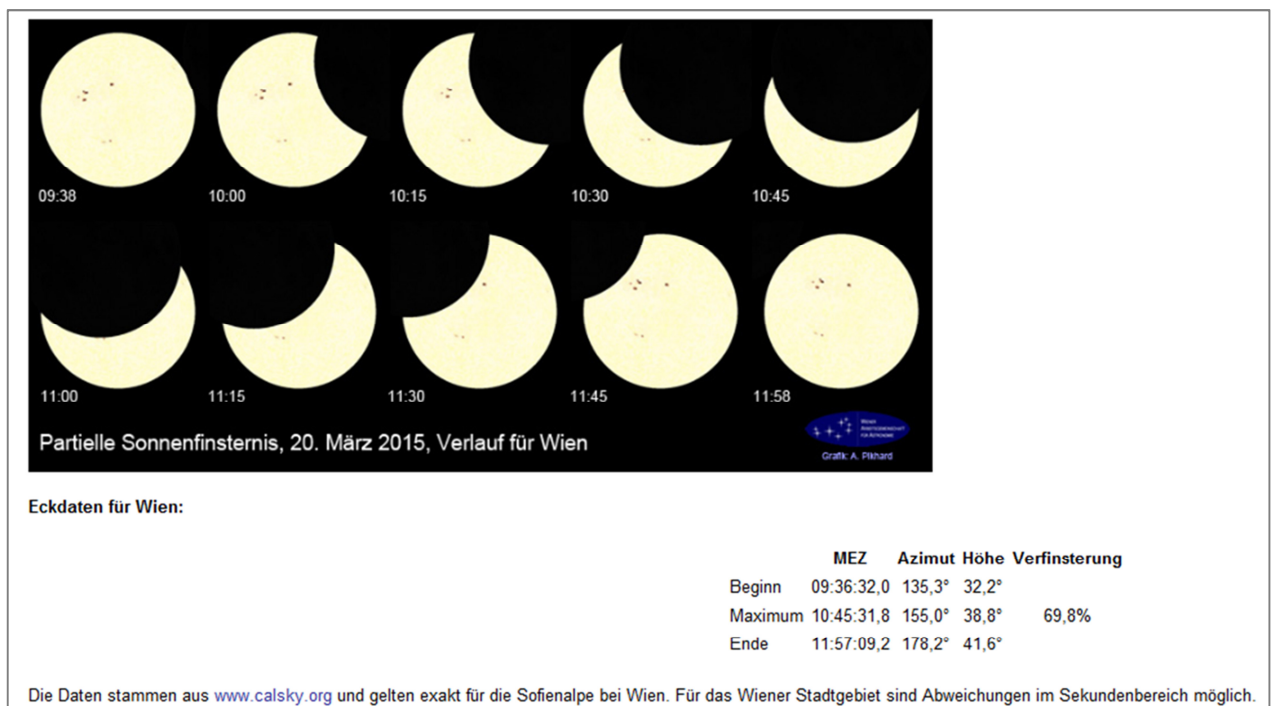 09:38 10:00 10:15 10:30 10:45
11:00 11:15 11:30 11:45 11:58
WIENER
ARBEITSGEMEINSCHAFT
FÜR ASTRONOMIE
Partielle Sonnenfinsternis, 20. März 2015, Verlauf für Wien
Grafik: A. Pikhard
Eckdaten für Wien:
MEZ Azimut Höhe Verfinsterung
Beginn 09:36:32,0 135,3° 32,2°
Maximum 10:45:31,8 155,0° 38,8° 69,8%
Ende 11:57:09,2 178,2° 41,6°
Die Daten stammen aus www.calsky.org und gelten exakt für die Sofienalpe bei Wien. Für das Wiener Stadtgebiet sind Abweichungen im Sekundenbereich möglich.